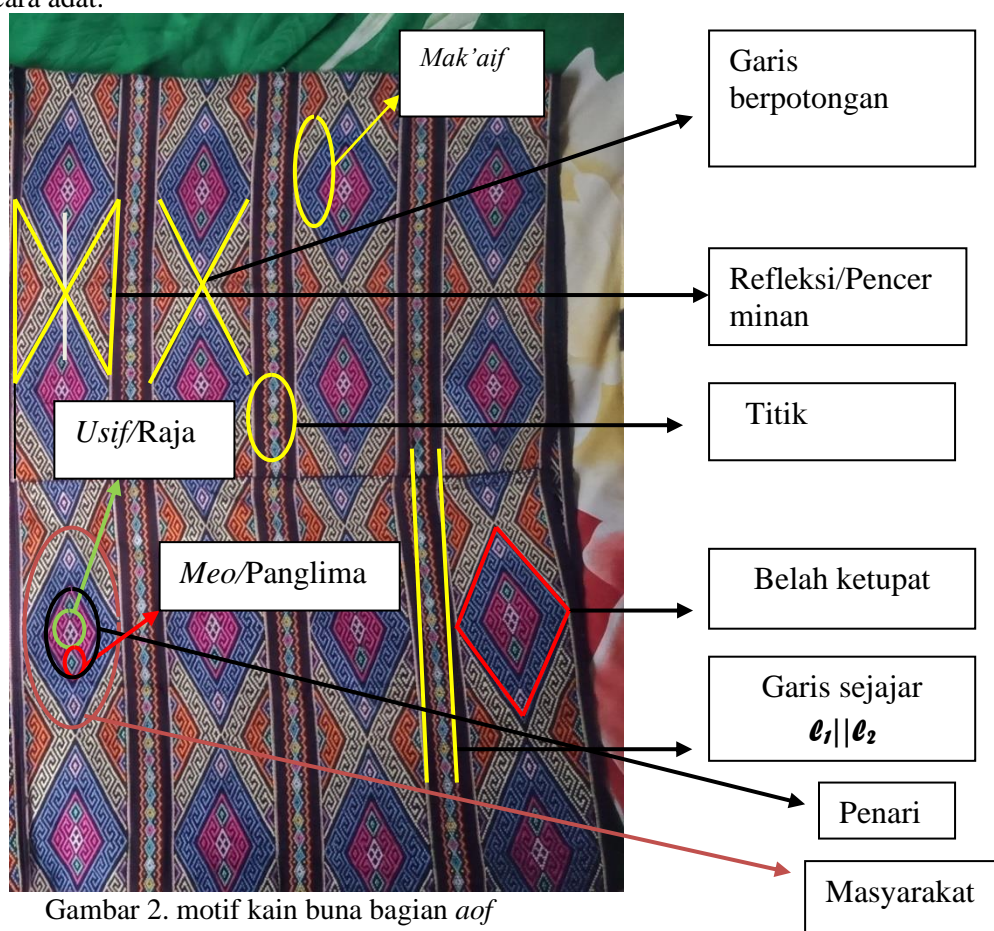 cara adat.
Mak'aif
Garis
berpotongan
Refleksi/Pencer
minan
Titik
Usif/Raja
Meo/Panglima
Belah ketupat
Garis sejajar
ℓ₁||ℓ₂
Penari
Masyarakat
Gambar 2. motif kain buna bagian aof